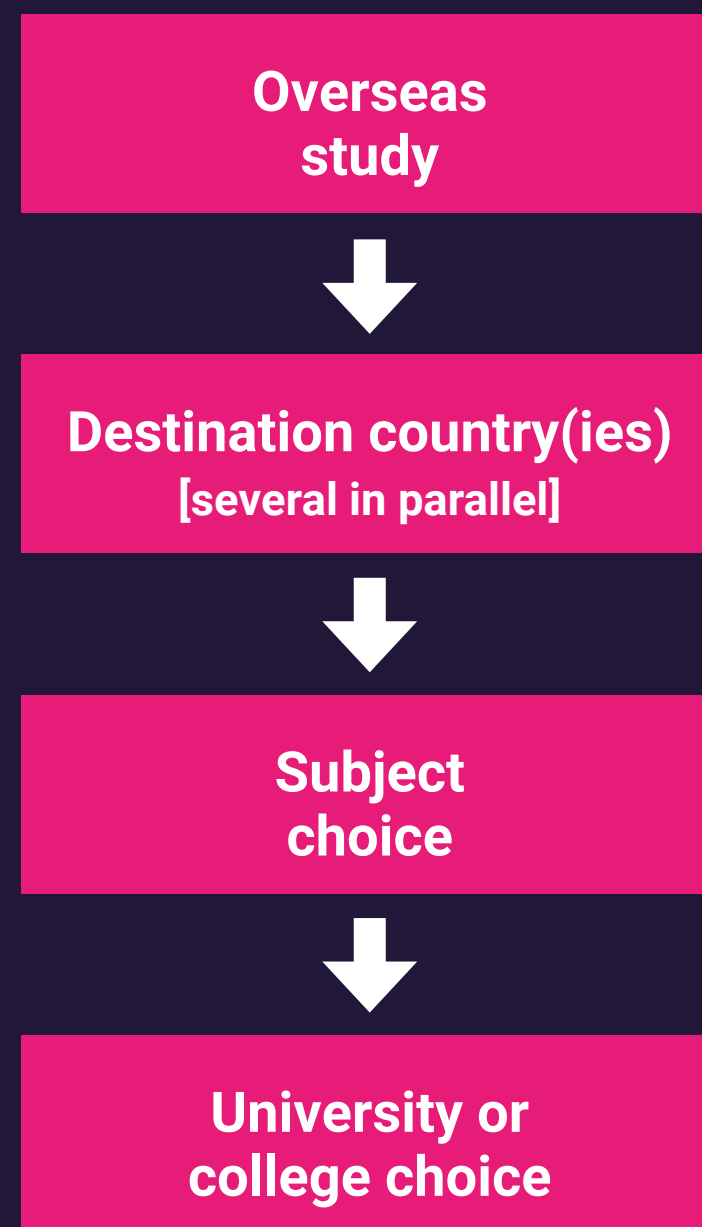 Overseas
study
Destination country(ies)
[several in parallel]
Subject
choice
University or
college choice